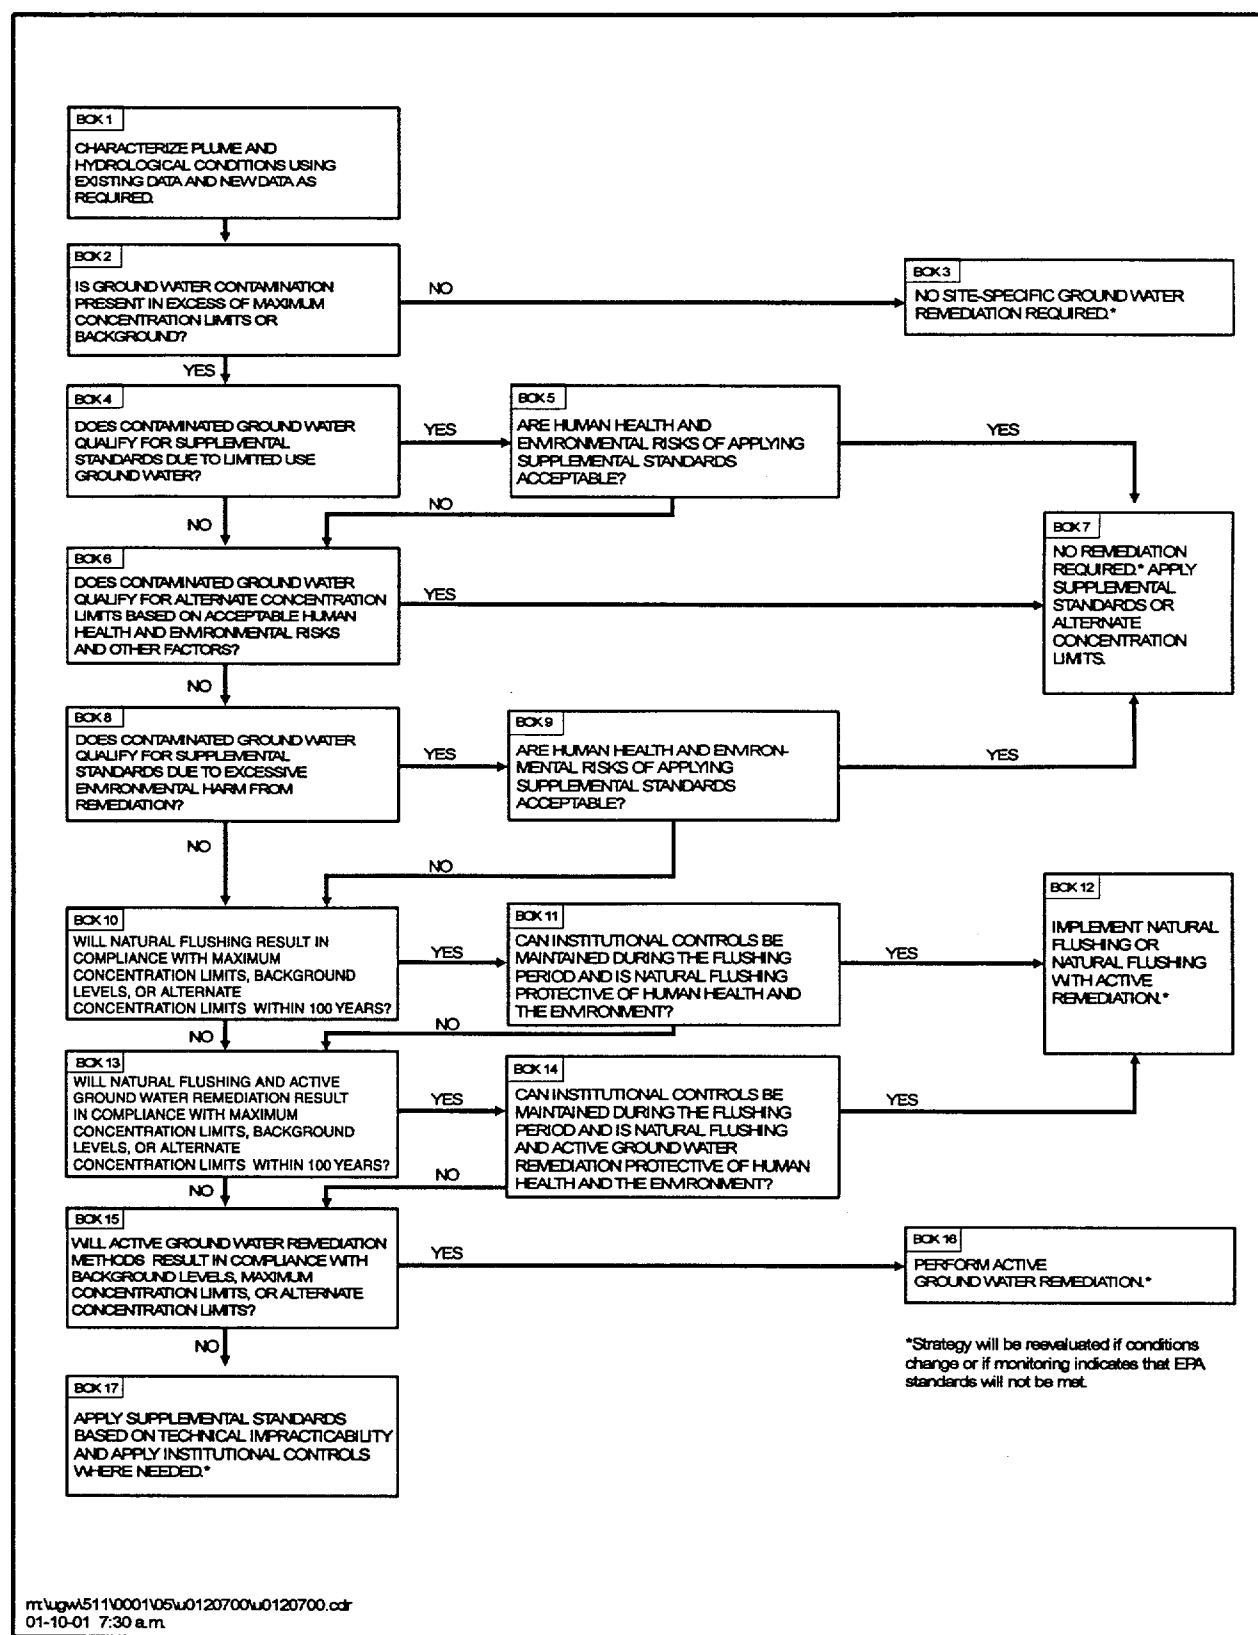 BOX 1
CHARACTERIZE PLUME AND
HYDROLOGICAL CONDITIONS USING
EXISTING DATA AND NEW DATA AS
REQUIRED.
BOX 2
IS GROUND WATER CONTAMINATION
PRESENT IN EXCESS OF MAXIMUM
CONCENTRATION LIMITS OR
BACKGROUND?
NO
BOX 3
NO SITE-SPECIFIC GROUND WATER
REMEDIATION REQUIRED.*
YES
BOX 4
DOES CONTAMINATED GROUND WATER
QUALIFY FOR SUPPLEMENTAL
STANDARDS DUE TO LIMITED USE
GROUND WATER?
YES
BOX 5
ARE HUMAN HEALTH AND
ENVIRONMENTAL RISKS OF APPLYING
SUPPLEMENTAL STANDARDS
ACCEPTABLE?
YES
NO
NO
BOX 6
DOES CONTAMINATED GROUND WATER
QUALIFY FOR ALTERNATE CONCENTRATION
LIMITS BASED ON ACCEPTABLE HUMAN
HEALTH AND ENVIRONMENTAL RISKS
AND OTHER FACTORS?
YES
BOX 7
NO REMEDIATION
REQUIRED.* APPLY
SUPPLEMENTAL
STANDARDS OR
ALTERNATE
CONCENTRATION
LIMITS.
NO
BOX 8
DOES CONTAMINATED GROUND WATER
QUALIFY FOR SUPPLEMENTAL
STANDARDS DUE TO EXCESSIVE
ENVIRONMENTAL HARM FROM
REMEDIATION?
YES
BOX 9
ARE HUMAN HEALTH AND ENVIRON-
MENTAL RISKS OF APPLYING
SUPPLEMENTAL STANDARDS
ACCEPTABLE?
YES
NO
NO
BOX 10
WILL NATURAL FLUSHING RESULT IN
COMPLIANCE WITH MAXIMUM
CONCENTRATION LIMITS, BACKGROUND
LEVELS, OR ALTERNATE
CONCENTRATION LIMITS WITHIN 100 YEARS?
YES
BOX 11
CAN INSTITUTIONAL CONTROLS BE
MAINTAINED DURING THE FLUSHING
PERIOD AND IS NATURAL FLUSHING
PROTECTIVE OF HUMAN HEALTH AND
THE ENVIRONMENT?
YES
BOX 12
IMPLEMENT NATURAL
FLUSHING OR
NATURAL FLUSHING
WITH ACTIVE
REMEDIATION.*
NO
NO
BOX 13
WILL NATURAL FLUSHING AND ACTIVE
GROUND WATER REMEDIATION RESULT
IN COMPLIANCE WITH MAXIMUM
CONCENTRATION LIMITS, BACKGROUND
LEVELS, OR ALTERNATE
CONCENTRATION LIMITS WITHIN 100 YEARS?
YES
BOX 14
CAN INSTITUTIONAL CONTROLS BE
MAINTAINED DURING THE FLUSHING
PERIOD AND IS NATURAL FLUSHING
AND ACTIVE GROUND WATER
REMEDIATION PROTECTIVE OF HUMAN
HEALTH AND THE ENVIRONMENT?
YES
NO
NO
BOX 15
WILL ACTIVE GROUND WATER REMEDIATION
METHODS RESULT IN COMPLIANCE WITH
BACKGROUND LEVELS, MAXIMUM
CONCENTRATION LIMITS, OR ALTERNATE
CONCENTRATION LIMITS?
YES
BOX 16
PERFORM ACTIVE
GROUND WATER REMEDIATION.*
NO
*Strategy will be reevaluated if conditions
change or if monitoring indicates that EPA
standards will not be met.
BOX 17
APPLY SUPPLEMENTAL STANDARDS
BASED ON TECHNICAL IMPRACTICABILITY
AND APPLY INSTITUTIONAL CONTROLS
WHERE NEEDED.*
m:\ugw\511\0001\05\u0120700\u0120700.cdr
01-10-01 7:30 a.m.